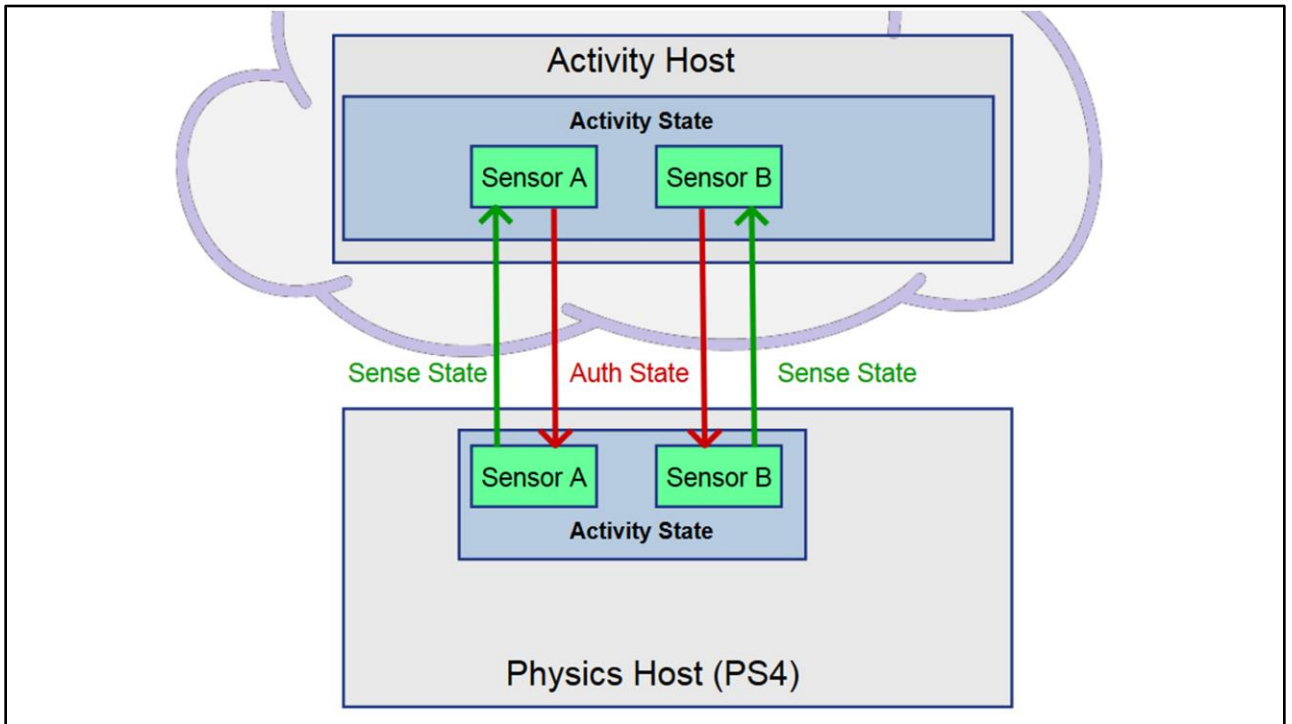 Activity Host
Activity State
Sensor A
Sensor B
Sense State
Auth State
Sense State
Sensor A
Sensor B
Activity State
Physics Host (PS4)